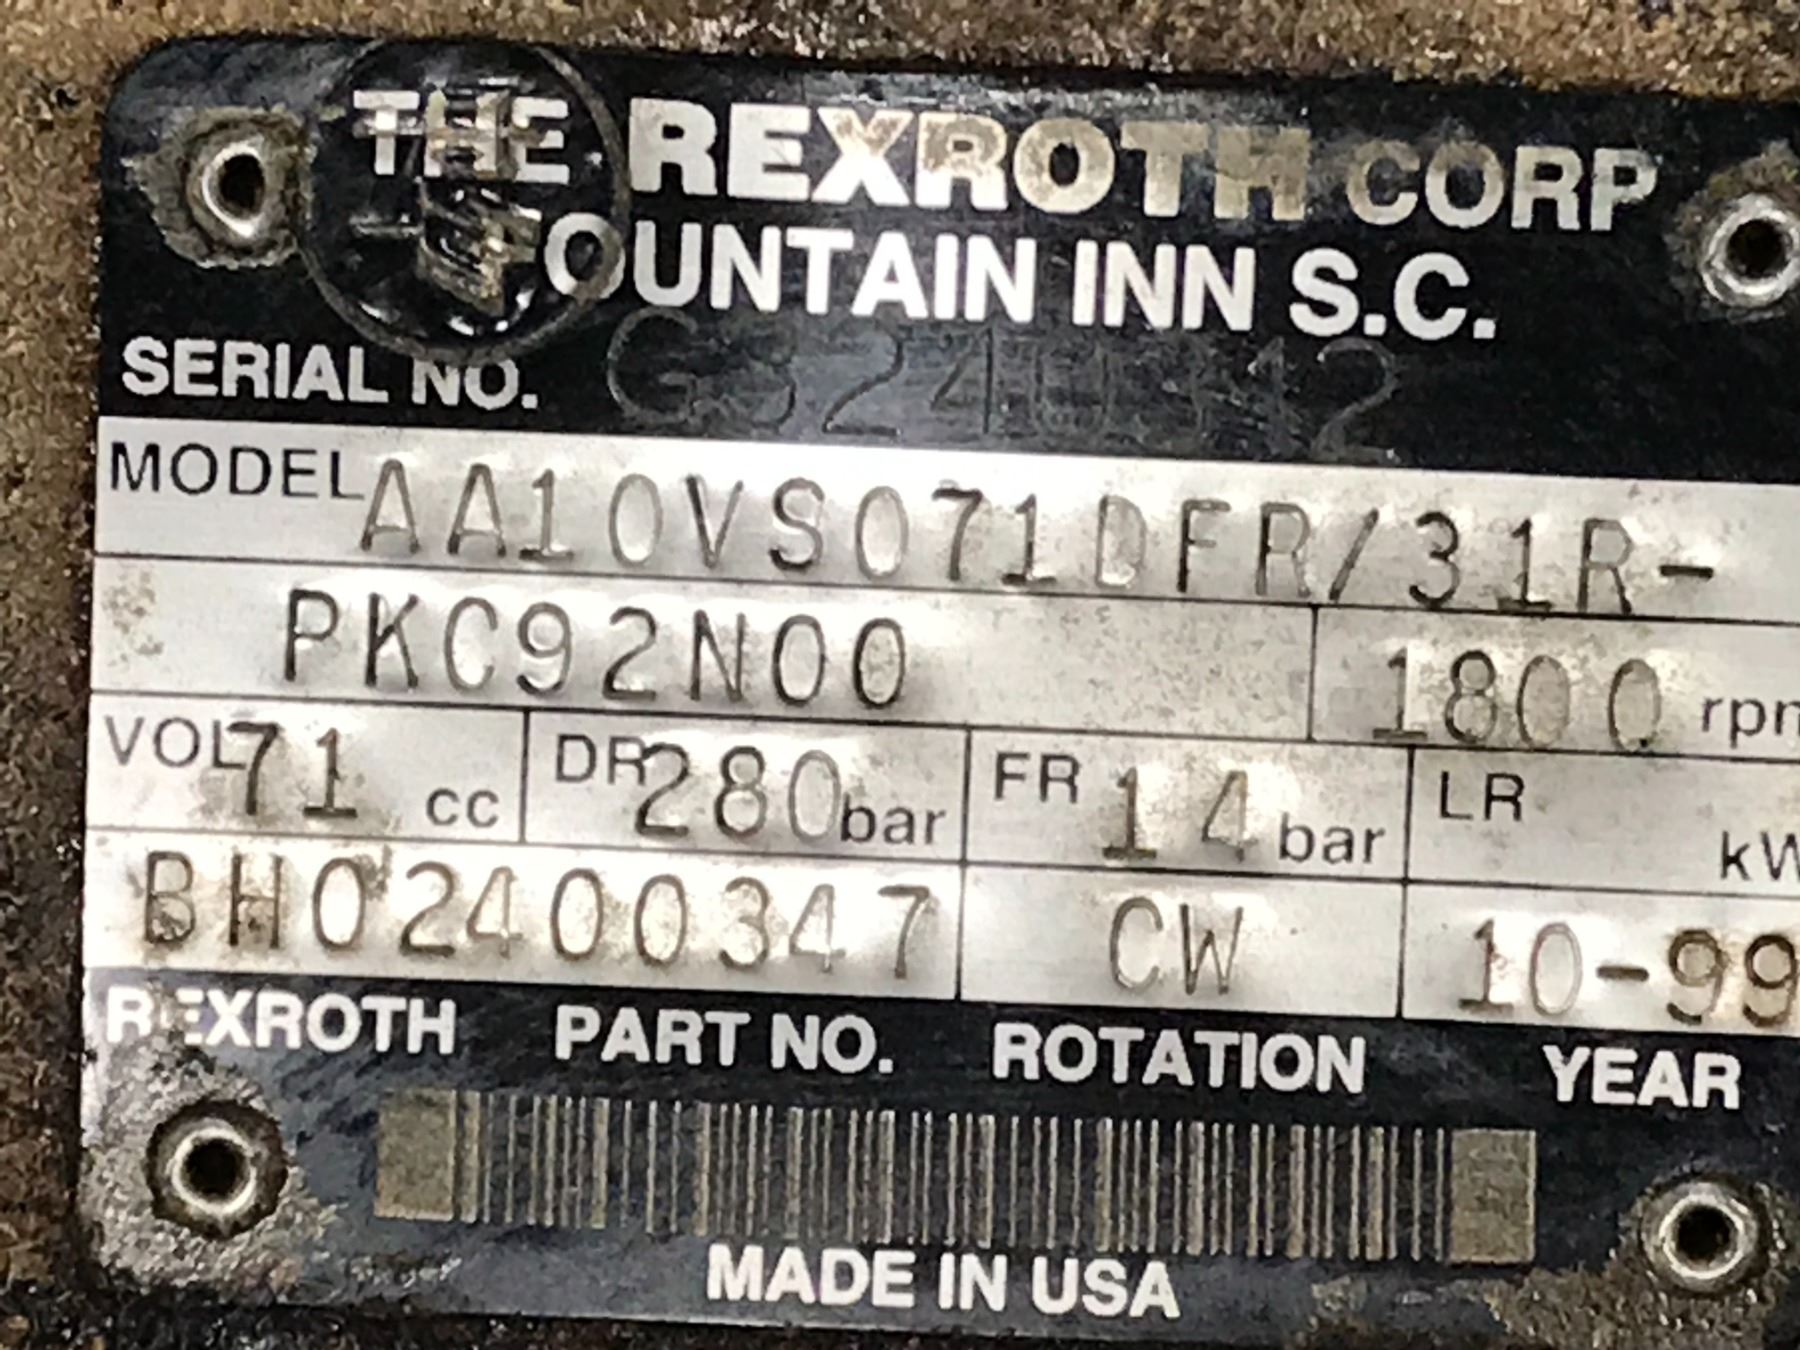 THE REXROTH CORP
FOUNTAIN INN S.C.
SERIAL NO.
MODEL AA10VSO71DFR/31R-
PKC92N00 1800 rpm
VOL 71 cc DR 280 bar FR 14 bar LR kW
BH02400347 CW 10-99
REXROTH PART NO. ROTATION YEAR
MADE IN USA